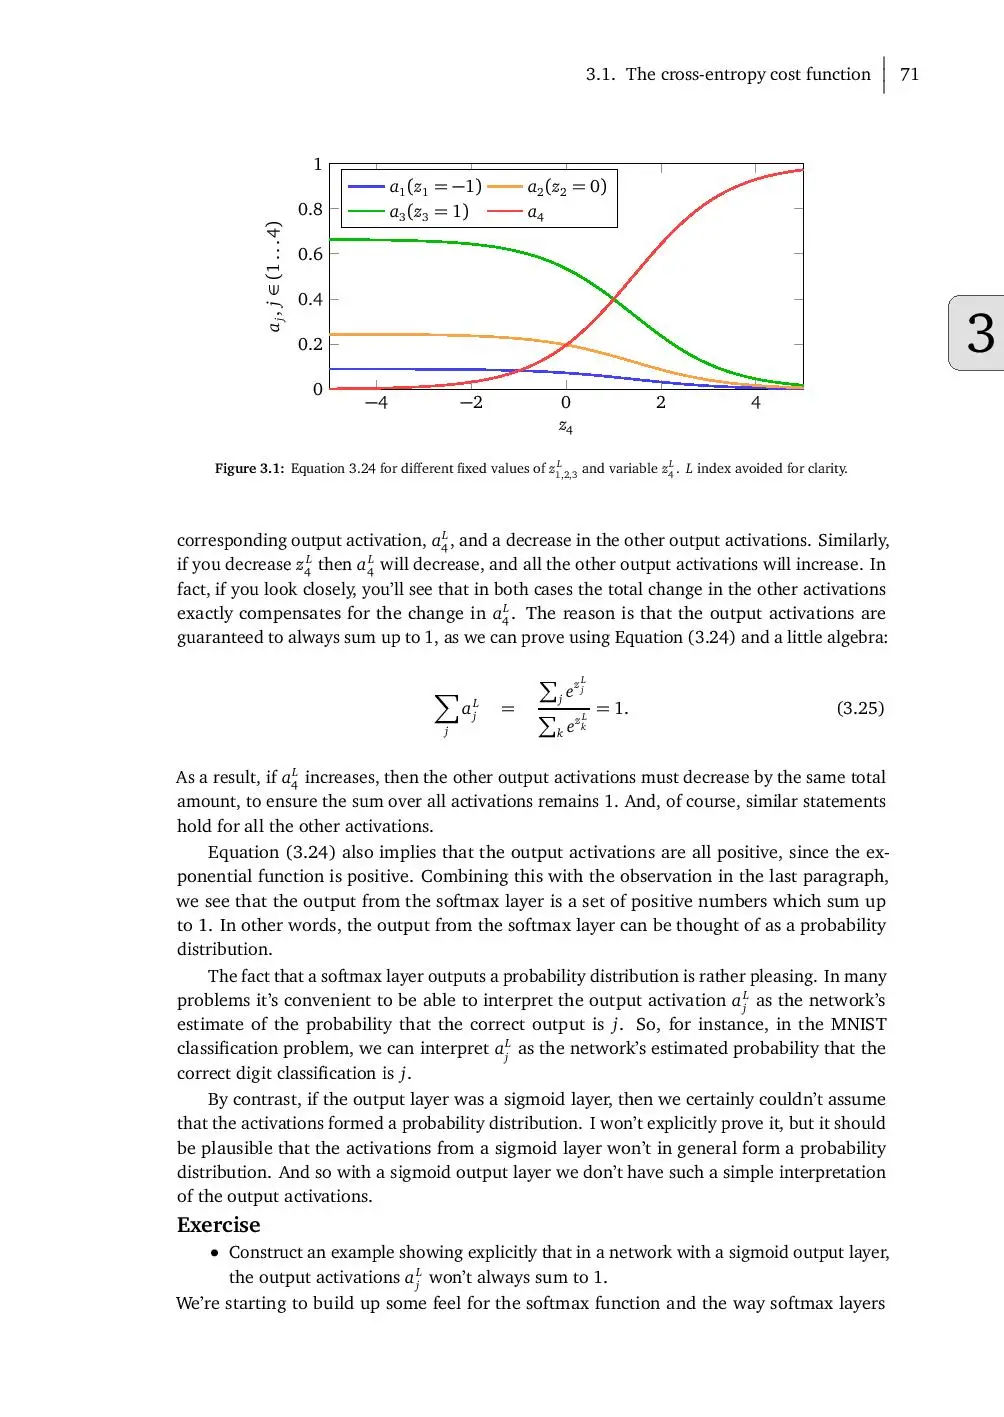 3.1. The cross-entropy cost function 71
1
0.8
0.6
0.4
0.2
0
−4 −2 0 2 4
z₄
a_j, j ∈ (1 … 4)
a₁(z₁ = −1) a₂(z₂ = 0)
a₃(z₃ = 1) a₄
3
Figure 3.1: Equation 3.24 for different fixed values of z^L_{1,2,3} and variable z^L_4. L index avoided for clarity.
corresponding output activation, a^L_4, and a decrease in the other output activations. Similarly,
if you decrease z^L_4 then a^L_4 will decrease, and all the other output activations will increase. In
fact, if you look closely, you’ll see that in both cases the total change in the other activations
exactly compensates for the change in a^L_4. The reason is that the output activations are
guaranteed to always sum up to 1, as we can prove using Equation (3.24) and a little algebra:
∑_j a^L_j = ∑_j e^{z^L_j} / ∑_k e^{z^L_k} = 1. (3.25)
As a result, if a^L_4 increases, then the other output activations must decrease by the same total
amount, to ensure the sum over all activations remains 1. And, of course, similar statements
hold for all the other activations.
Equation (3.24) also implies that the output activations are all positive, since the ex-
ponential function is positive. Combining this with the observation in the last paragraph,
we see that the output from the softmax layer is a set of positive numbers which sum up
to 1. In other words, the output from the softmax layer can be thought of as a probability
distribution.
The fact that a softmax layer outputs a probability distribution is rather pleasing. In many
problems it’s convenient to be able to interpret the output activation a^L_j as the network’s
estimate of the probability that the correct output is j. So, for instance, in the MNIST
classification problem, we can interpret a^L_j as the network’s estimated probability that the
correct digit classification is j.
By contrast, if the output layer was a sigmoid layer, then we certainly couldn’t assume
that the activations formed a probability distribution. I won’t explicitly prove it, but it should
be plausible that the activations from a sigmoid layer won’t in general form a probability
distribution. And so with a sigmoid output layer we don’t have such a simple interpretation
of the output activations.
Exercise
• Construct an example showing explicitly that in a network with a sigmoid output layer,
the output activations a^L_j won’t always sum to 1.
We’re starting to build up some feel for the softmax function and the way softmax layers